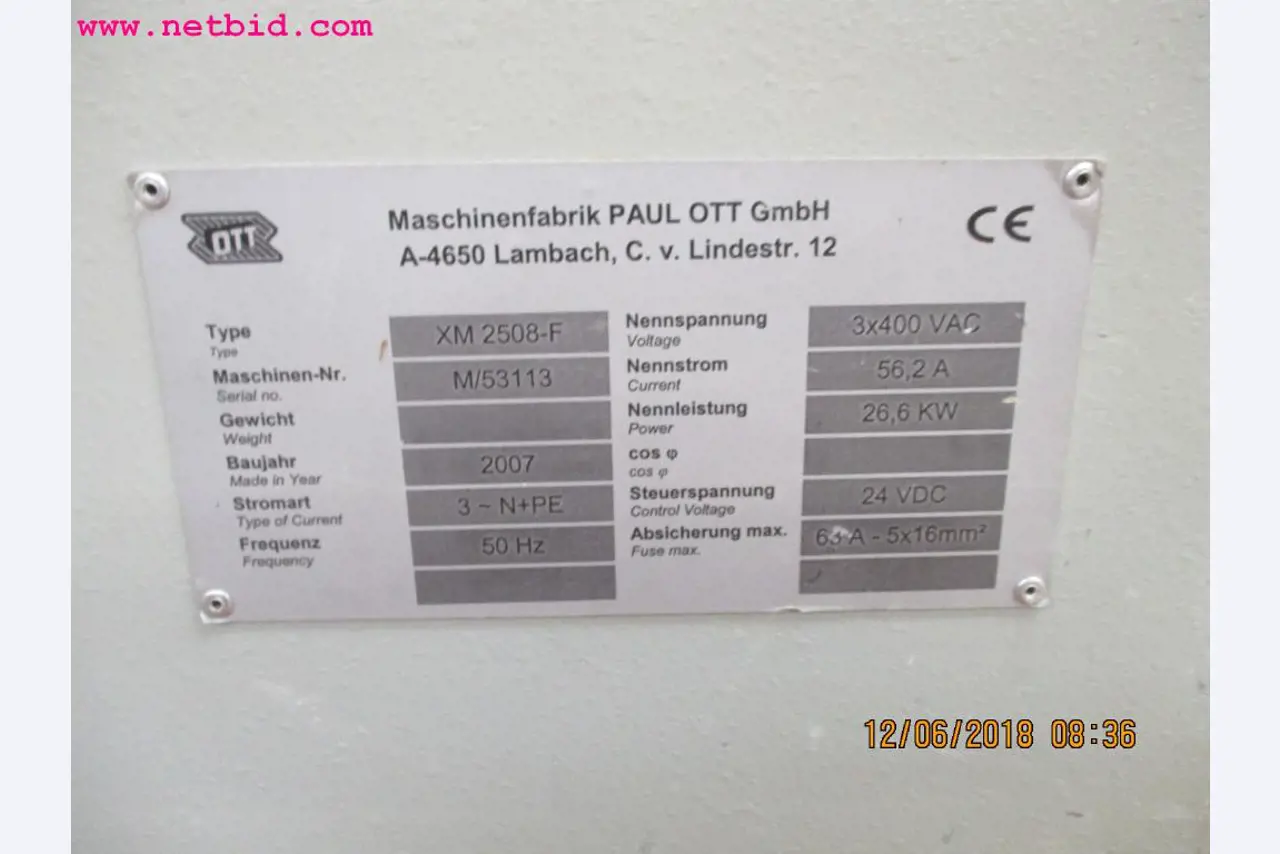 www.netbid.com
OTT
Maschinenfabrik PAUL OTT GmbH
A-4650 Lambach, C. v. Lindestr. 12
CE
Type XM 2508-F
Type
Maschinen-Nr. M/53113
Serial no.
Gewicht
Weight
Baujahr 2007
Made in Year
Stromart 3 ~ N+PE
Type of Current
Frequenz 50 Hz
Frequency
Nennspannung 3x400 VAC
Voltage
Nennstrom 56,2 A
Current
Nennleistung 26,6 KW
Power
cos φ
cos φ
Steuerspannung 24 VDC
Control Voltage
Absicherung max. 63 A - 5x16mm²
Fuse max.
12/06/2018 08:36